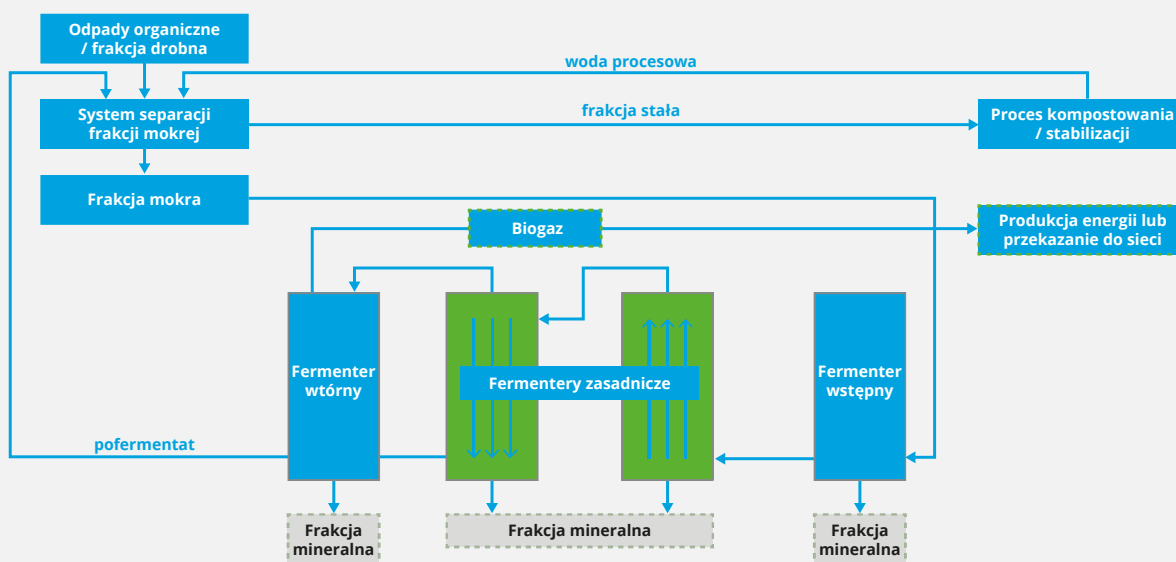 Odpady organiczne
/ frakcja drobna
woda procesowa
System separacji
frakcji mokrej
frakcja stała
Proces kompostowania
/ stabilizacji
Frakcja mokra
Biogaz
Produkcja energii lub
przekazanie do sieci
Fermenter
wtórny
Fermentery zasadnicze
Fermenter
wstępny
pofermentat
Frakcja
mineralna
Frakcja mineralna
Frakcja
mineralna